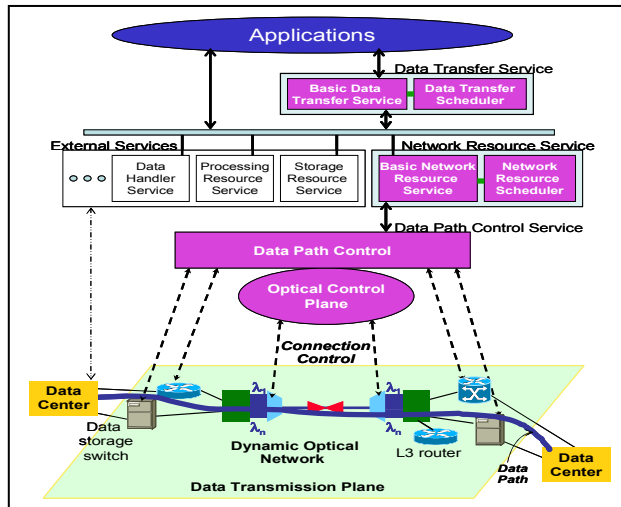 Applications
Data Transfer Service
Basic Data
Transfer Service
Data Transfer
Scheduler
External Services
Network Resource Service
Data
Handler
Service
Processing
Resource
Service
Storage
Resource
Service
Basic Network
Resource
Service
Network
Resource
Scheduler
Data Path Control Service
Data Path Control
Optical Control
Plane
Connection
Control
Data
Center
λ1
λn
λ1
λn
Data
storage
switch
Dynamic Optical
Network
L3 router
Data
Path
Data
Center
Data Transmission Plane